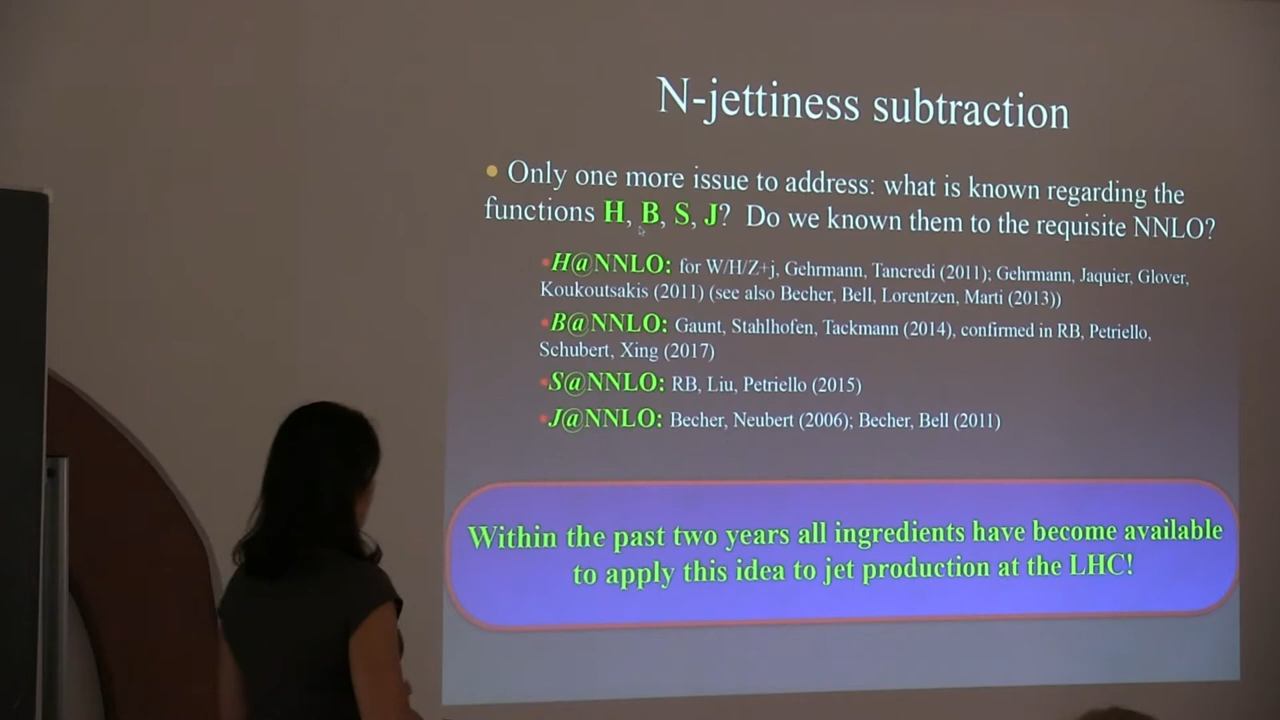 N-jettiness subtraction
• Only one more issue to address: what is known regarding the
functions H, B, S, J? Do we known them to the requisite NNLO?
•H@NNLO: for W/H/Z+j, Gehrmann, Tancredi (2011); Gehrmann, Jaquier, Glover,
Koukoutsakis (2011) (see also Becher, Bell, Lorentzen, Marti (2013))
•B@NNLO: Gaunt, Stahlhofen, Tackmann (2014), confirmed in RB, Petriello,
Schubert, Xing (2017)
•S@NNLO: RB, Liu, Petriello (2015)
•J@NNLO: Becher, Neubert (2006); Becher, Bell (2011)
Within the past two years all ingredients have become available
to apply this idea to jet production at the LHC!